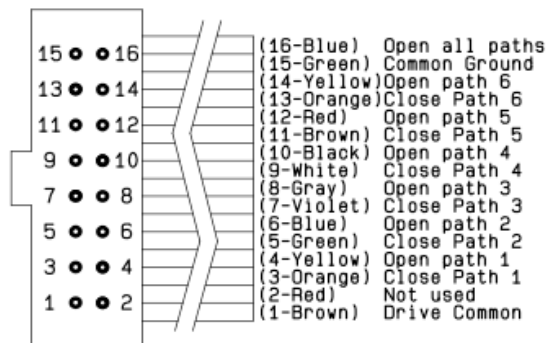 15 16
13 14
11 12
9 10
7 8
5 6
3 4
1 2
(16-Blue) Open all paths
(15-Green) Common Ground
(14-Yellow)Open path 6
(13-Orange)Close Path 6
(12-Red) Open path 5
(11-Brown) Close Path 5
(10-Black) Open path 4
(9-White) Close Path 4
(8-Gray) Open path 3
(7-Violet) Close Path 3
(6-Blue) Open path 2
(5-Green) Close Path 2
(4-Yellow) Open path 1
(3-Orange) Close Path 1
(2-Red) Not used
(1-Brown) Drive Common